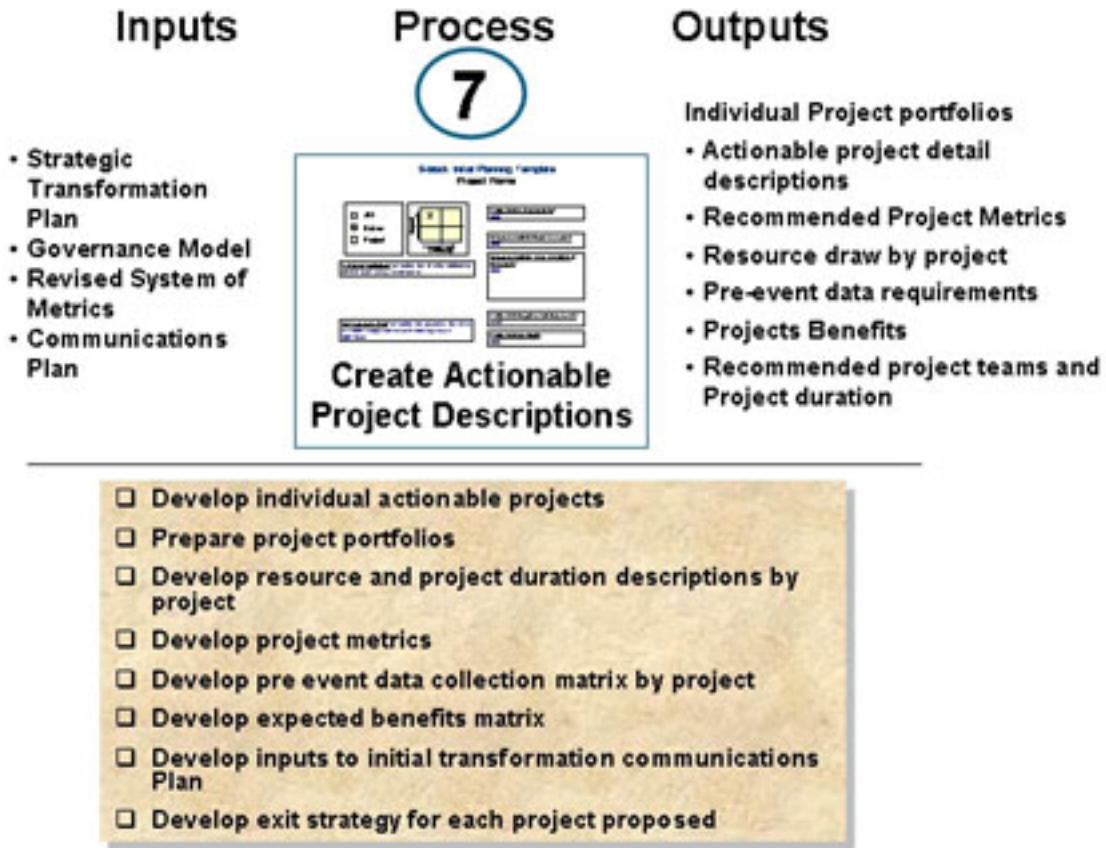 Inputs
Process
Outputs
7
• Strategic
Transformation
Plan
• Governance Model
• Revised System of
Metrics
• Communications
Plan
Initial Planning Template
Project Name
Project
Create Actionable
Project Descriptions
Individual Project portfolios
• Actionable project detail
descriptions
• Recommended Project Metrics
• Resource draw by project
• Pre-event data requirements
• Projects Benefits
• Recommended project teams and
Project duration
❑ Develop individual actionable projects
❑ Prepare project portfolios
❑ Develop resource and project duration descriptions by
project
❑ Develop project metrics
❑ Develop pre event data collection matrix by project
❑ Develop expected benefits matrix
❑ Develop inputs to initial transformation communications
Plan
❑ Develop exit strategy for each project proposed